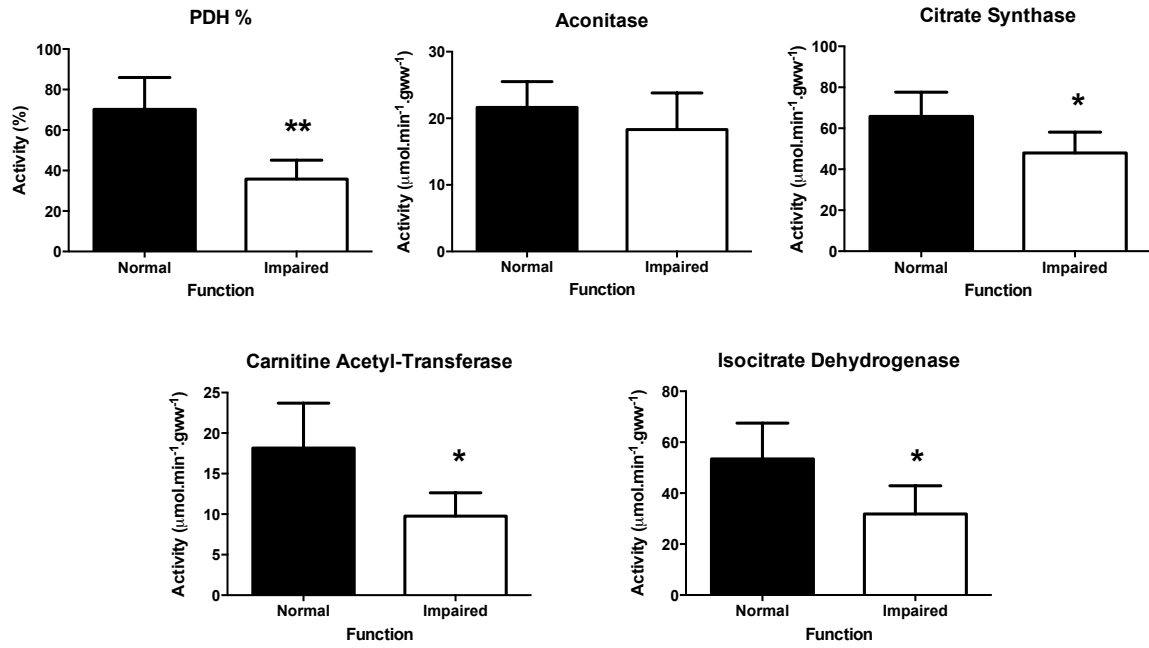 PDH %
Activity (%)
100
80
60
40
20
0
**
Normal Impaired
Function
Aconitase
Activity (μmol.min⁻¹.gww⁻¹)
30
20
10
0
Normal Impaired
Function
Citrate Synthase
Activity (μmol.min⁻¹.gww⁻¹)
100
80
60
40
20
0
*
Normal Impaired
Function
Carnitine Acetyl-Transferase
Activity (μmol.min⁻¹.gww⁻¹)
25
20
15
10
5
0
*
Normal Impaired
Function
Isocitrate Dehydrogenase
Activity (μmol.min⁻¹.gww⁻¹)
80
60
40
20
0
*
Normal Impaired
Function